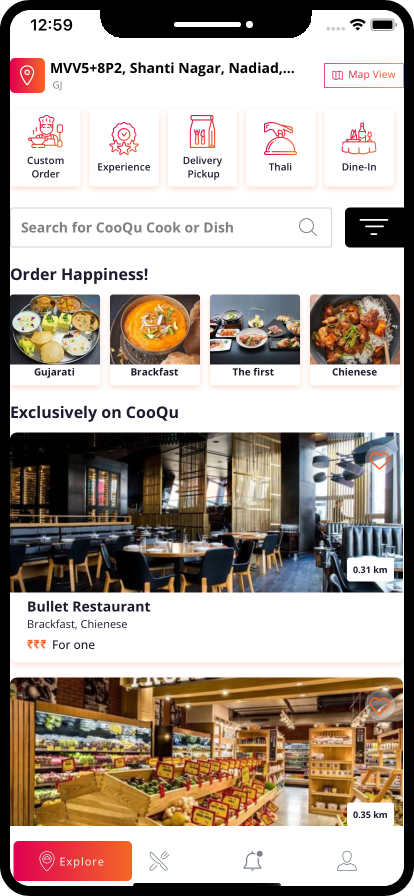 12:59
MVV5+8P2, Shanti Nagar, Nadiad,...
GJ
Map View
Custom
Order
Experience
Delivery
Pickup
Thali
Dine-In
Search for CooQu Cook or Dish
Order Happiness!
Gujarati
Brackfast
The first
Chienese
Exclusively on CooQu
0.31 km
Bullet Restaurant
Brackfast, Chienese
₹₹₹ For one
0.35 km
Explore